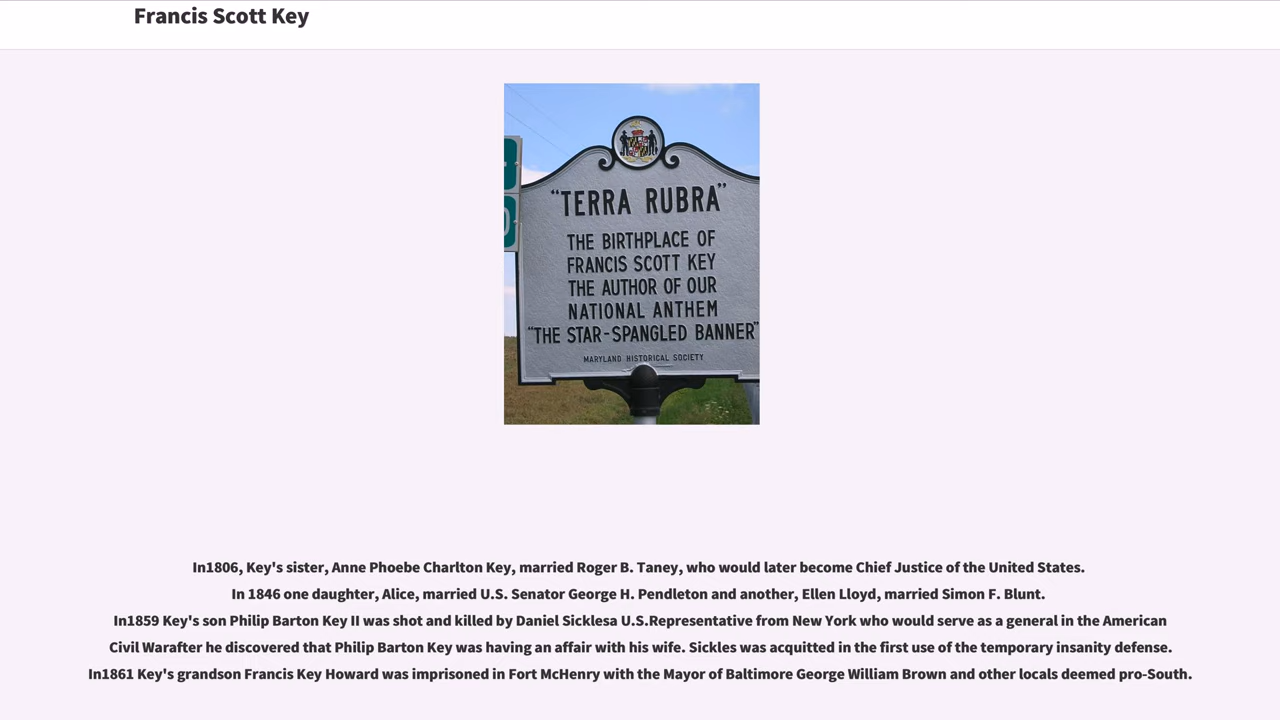 Francis Scott Key
"TERRA RUBRA"
THE BIRTHPLACE OF
FRANCIS SCOTT KEY
THE AUTHOR OF OUR
NATIONAL ANTHEM
"THE STAR-SPANGLED BANNER"
MARYLAND HISTORICAL SOCIETY
In1806, Key's sister, Anne Phoebe Charlton Key, married Roger B. Taney, who would later become Chief Justice of the United States.
In 1846 one daughter, Alice, married U.S. Senator George H. Pendleton and another, Ellen Lloyd, married Simon F. Blunt.
In1859 Key's son Philip Barton Key II was shot and killed by Daniel Sicklesa U.S.Representative from New York who would serve as a general in the American
Civil Warafter he discovered that Philip Barton Key was having an affair with his wife. Sickles was acquitted in the first use of the temporary insanity defense.
In1861 Key's grandson Francis Key Howard was imprisoned in Fort McHenry with the Mayor of Baltimore George William Brown and other locals deemed pro-South.